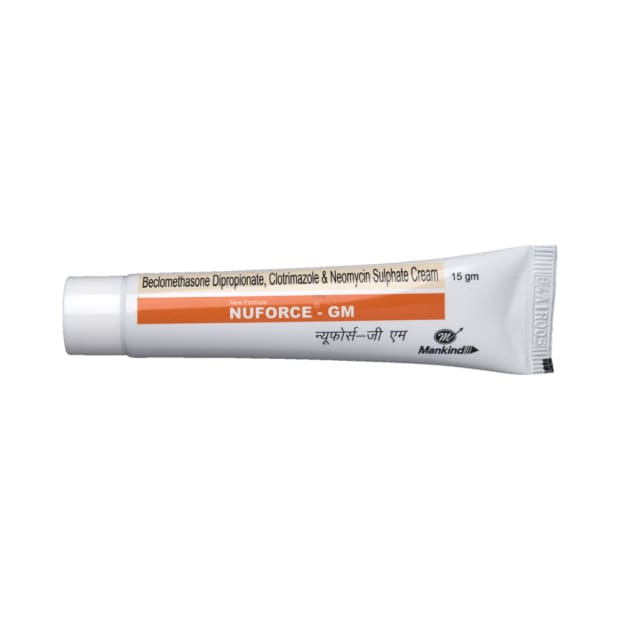 Beclomethasone Dipropionate, Clotrimazole & Neomycin Sulphate Cream
15 gm
New Formula
NUFORCE - GM
न्यूफोर्स-जी एम
Mankind